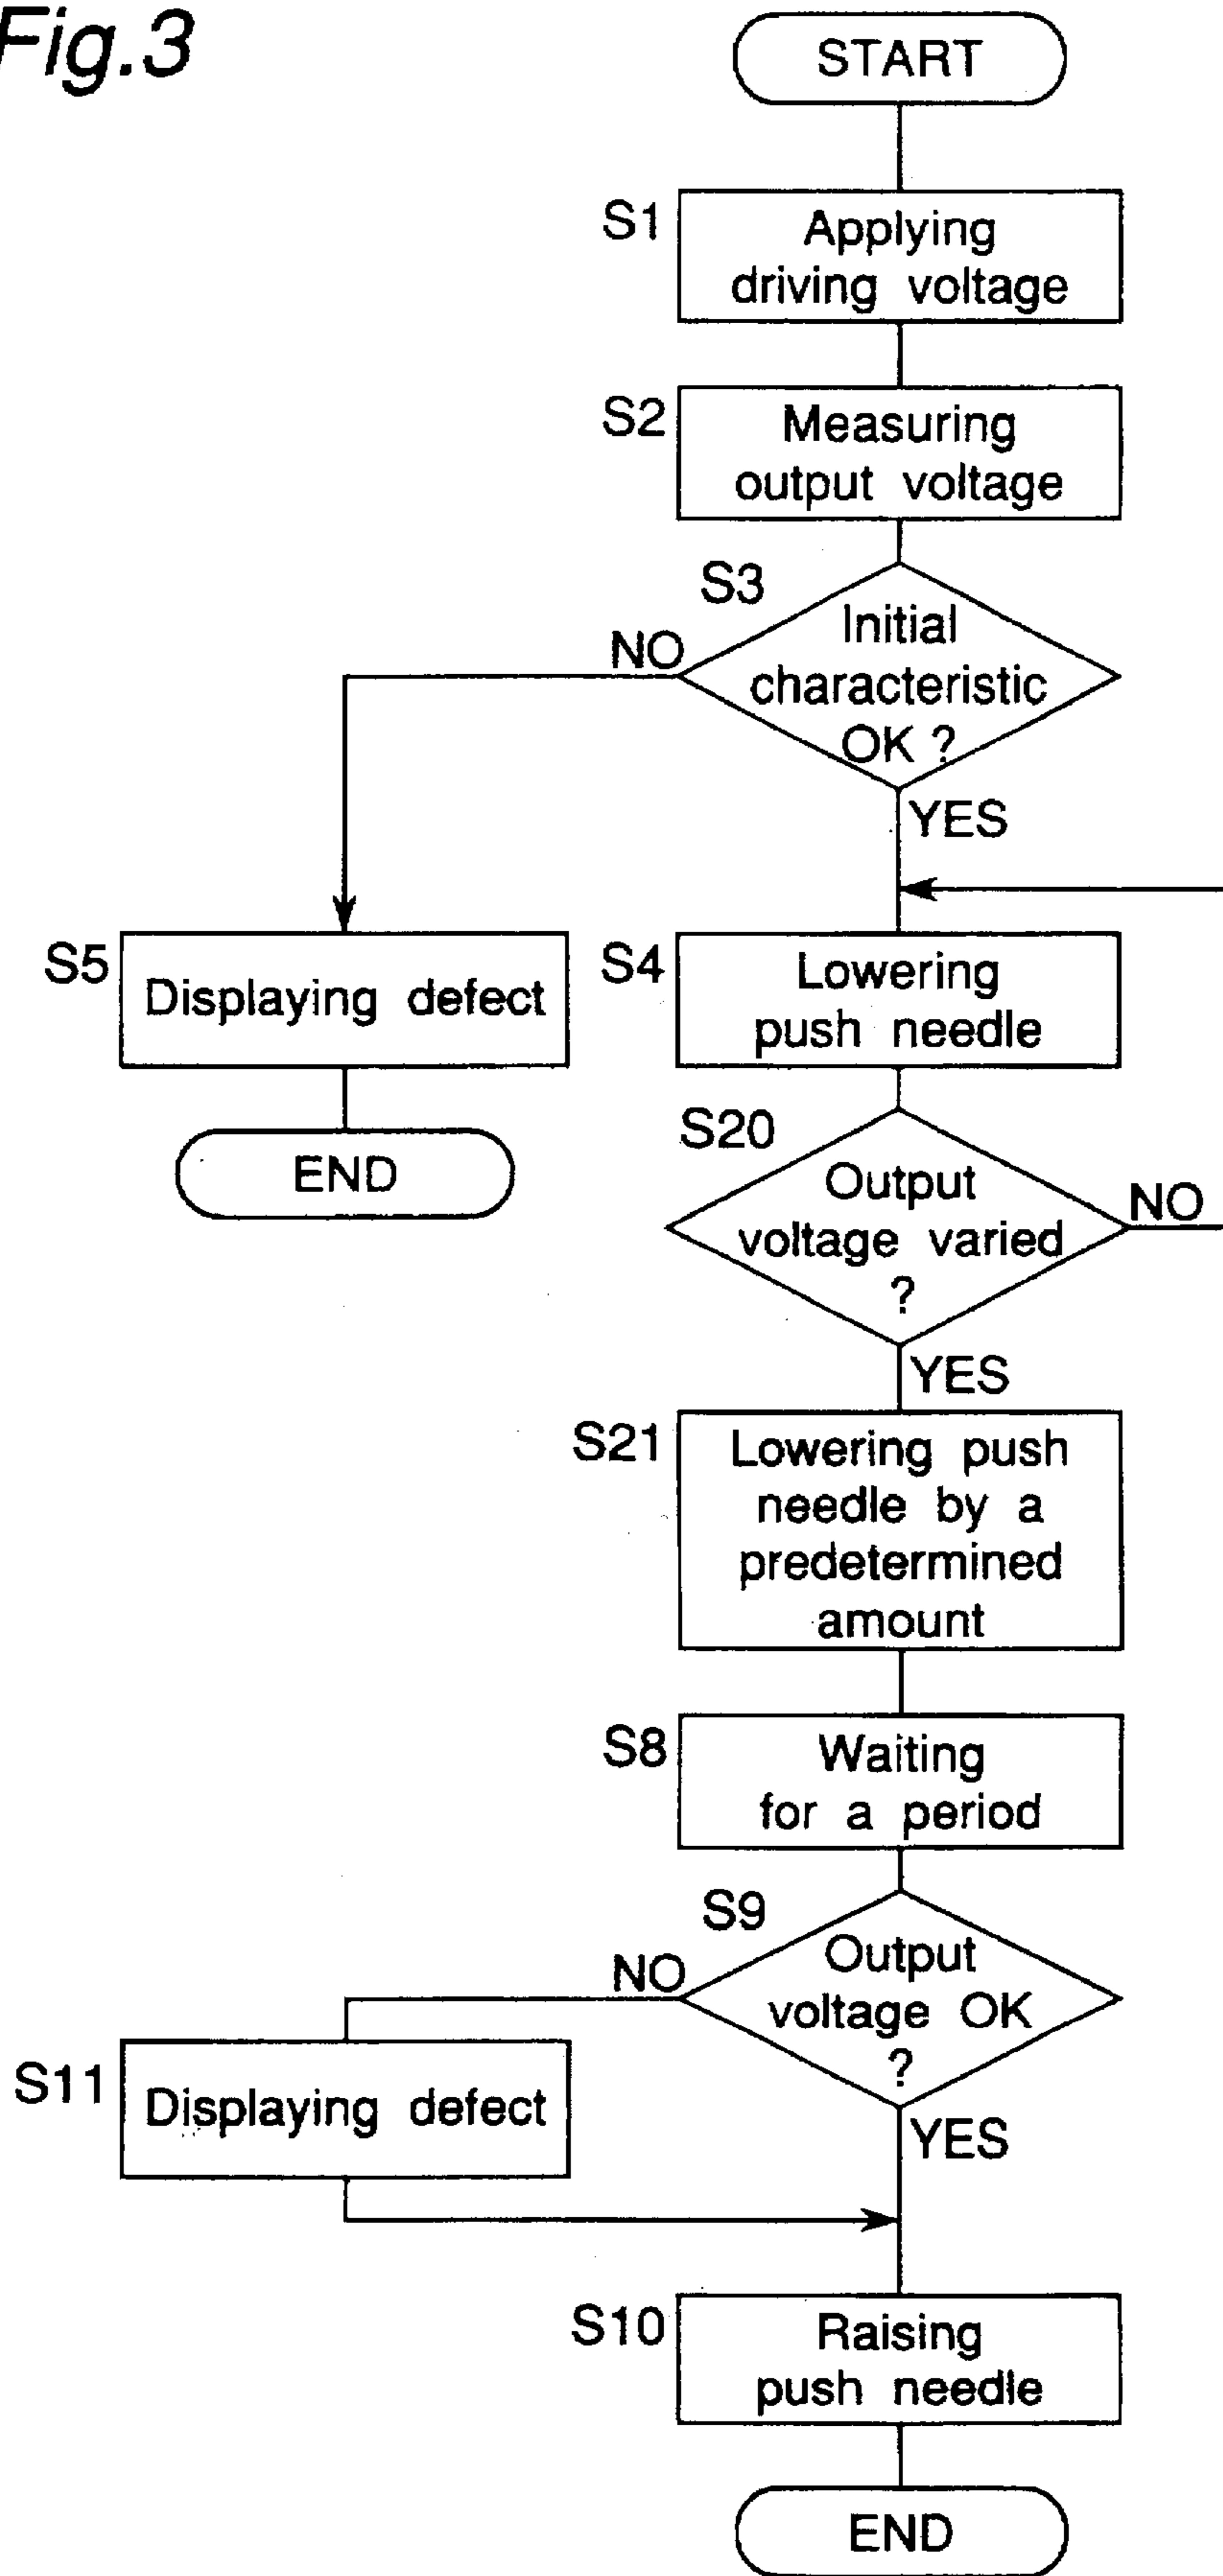 Fig.3
START
S1
Applying
driving voltage
S2
Measuring
output voltage
S3
Initial
characteristic
OK ?
NO
YES
S5
Displaying defect
END
S4
Lowering
push needle
S20
Output
voltage varied
?
NO
YES
S21
Lowering push
needle by a
predetermined
amount
S8
Waiting
for a period
S9
Output
voltage OK
?
NO
YES
S11
Displaying defect
S10
Raising
push needle
END